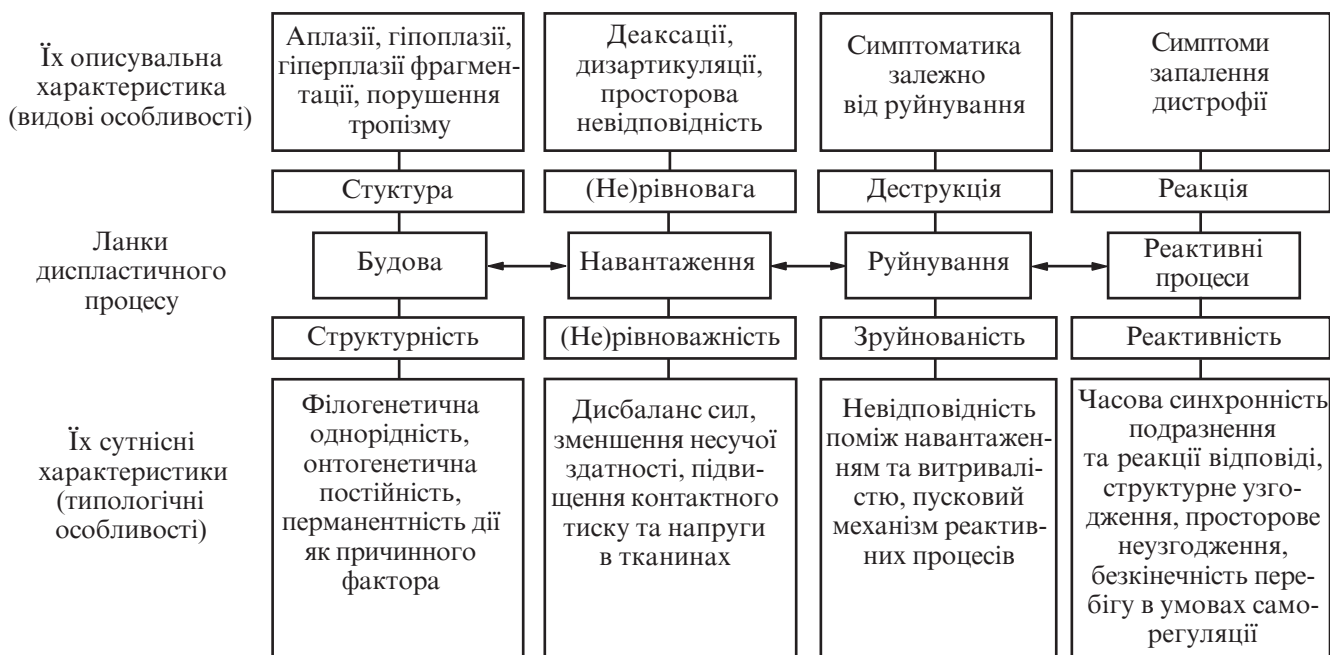 Їх описувальна
характеристика
(видові особливості)
Аплазії, гіпоплазії,
гіперплазії фрагмен-
тації, порушення
тропізму
Деаксації,
дизартикуляції,
просторова
невідповідність
Симптоматика
залежно
від руйнування
Симптоми
запалення
дистрофії
Стуктура
(Не)рівновага
Деструкція
Реакція
Ланки
диспластичного
процесу
Будова
Навантаження
Руйнування
Реактивні
процеси
Структурність
(Не)рівноважність
Зруйнованість
Реактивність
Їх сутнісні
характеристики
(типологічні
особливості)
Філогенетична
однорідність,
онтогенетична
постійність,
перманентність дії
як причинного
фактора
Дисбаланс сил,
зменшення несучої
здатності, підви-
щення контактного
тиску та напруги
в тканинах
Невідповідність
поміж навантажен-
ням та витривалі-
стю, пусковий
механізм реактив-
них процесів
Часова синхронність
подразнення
та реакції відповіді,
структурне узго-
дження, просторове
неузгодження,
безкінечність пере-
бігу в умовах само-
регуляції